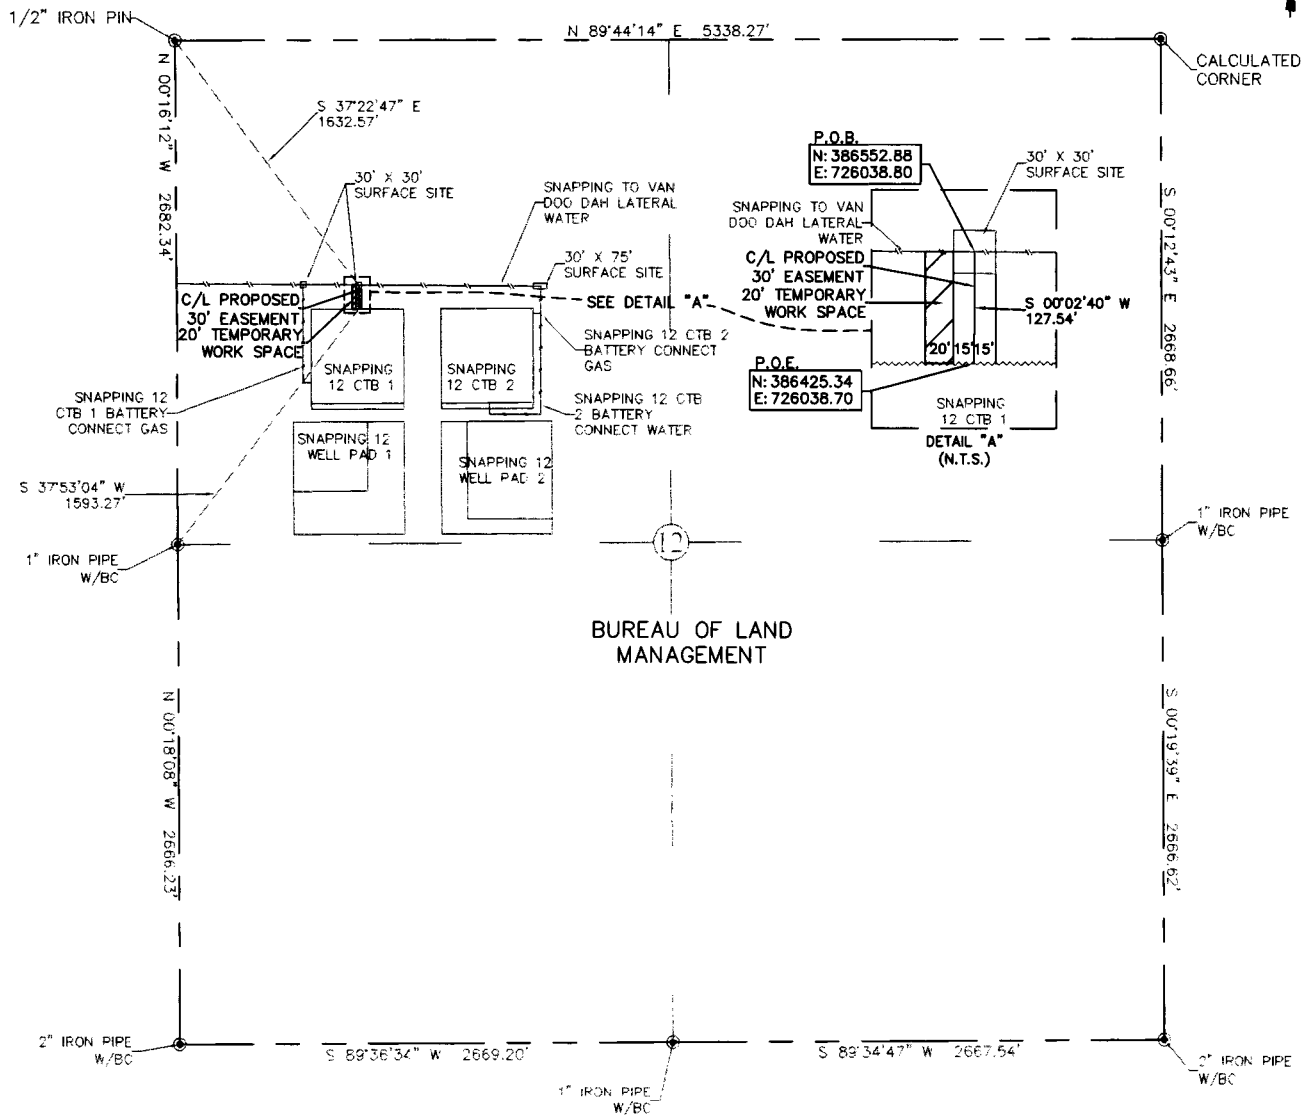 1/2" IRON PIN
N 89°44'14" E 5338.27'
CALCULATED
CORNER
N 00°16'12" W 2682.34'
S 37°22'47" E
1632.57'
P.O.B.
N: 386552.88
E: 726038.80
30' X 30'
SURFACE SITE
30' X 30'
SURFACE SITE
SNAPPING TO VAN
DOO DAH LATERAL
WATER
SNAPPING TO VAN
DOO DAH LATERAL
WATER
S 00°12'43" E 2668.66'
30' X 75'
SURFACE SITE
C/L PROPOSED
30' EASEMENT
20' TEMPORARY
WORK SPACE
C/L PROPOSED
30' EASEMENT
20' TEMPORARY
WORK SPACE
SEE DETAIL "A"
S 00°02'40" W
127.54'
20' 15' 15'
SNAPPING 12 CTB 2
BATTERY CONNECT
GAS
P.O.E.
N: 386425.34
E: 726038.70
SNAPPING
12 CTB 1
SNAPPING
12 CTB 2
SNAPPING 12
CTB 1 BATTERY
CONNECT GAS
SNAPPING 12 CTB
2 BATTERY
CONNECT WATER
SNAPPING
12 CTB 1
DETAIL "A"
(N.T.S.)
SNAPPING 12
WELL PAD 1
SNAPPING 12
WELL PAD 2
S 37°53'04" W
1593.27'
1" IRON PIPE
W/BC
12
1" IRON PIPE
W/BC
BUREAU OF LAND
MANAGEMENT
N 00°18'08" W 2666.23'
S 00°19'39" E 2666.62'
2" IRON PIPE
W/BC
S 89°36'34" W 2669.20'
S 89°34'47" W 2667.54'
1" IRON PIPE
W/BC
2" IRON PIPE
W/BC